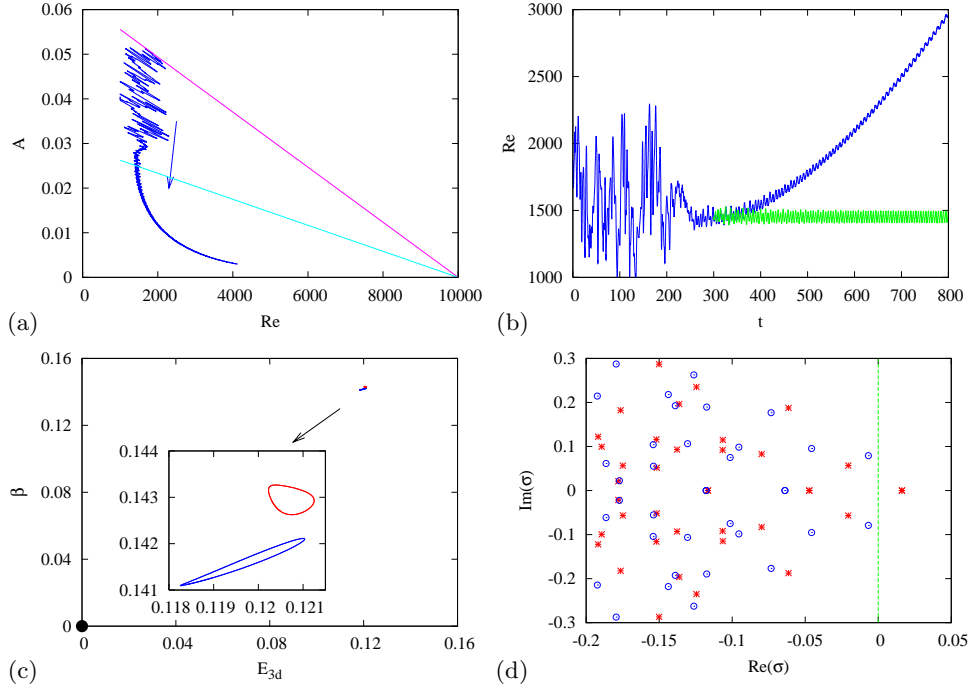 0.06
0.05
0.04
0.03
0.02
0.01
0
A
0 2000 4000 6000 8000 10000
Re
(a)
3000
2500
2000
1500
1000
Re
0 100 200 300 400 500 600 700 800
t
(b)
0.16
0.12
0.08
0.04
0
β
0 0.04 0.08 0.12 0.16
E3d
(c)
0.144
0.143
0.142
0.141
0.118 0.119 0.12 0.121
0.3
0.2
0.1
0
-0.1
-0.2
-0.3
Im(σ)
-0.2 -0.15 -0.1 -0.05 0 0.05
Re(σ)
(d)